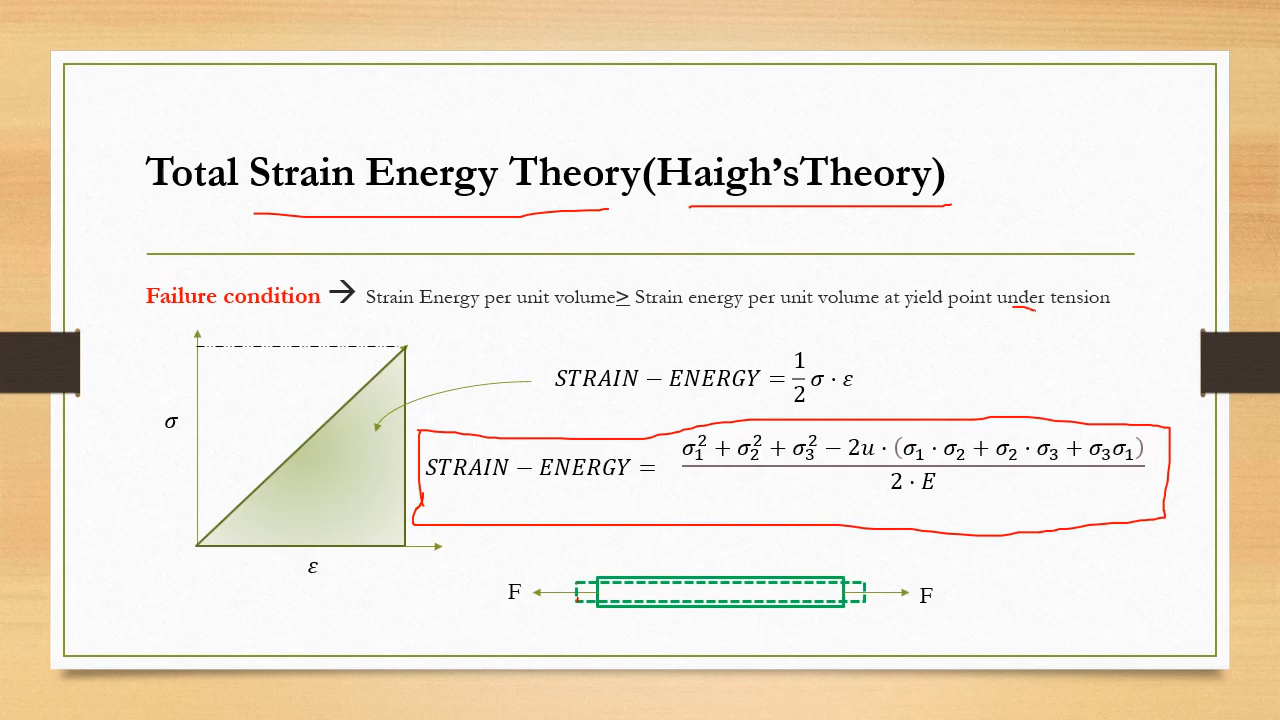 Total Strain Energy Theory(Haigh'sTheory)
Failure condition → Strain Energy per unit volume≥ Strain energy per unit volume at yield point under tension
σ
ε
STRAIN − ENERGY = 1/2 σ · ε
STRAIN − ENERGY = (σ₁² + σ₂² + σ₃² − 2u · (σ₁ · σ₂ + σ₂ · σ₃ + σ₃σ₁)) / (2 · E)
F
F